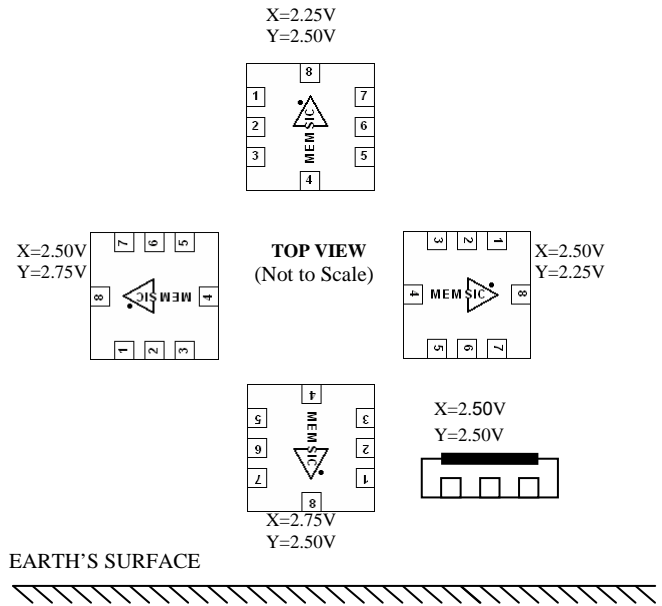 X=2.25V
Y=2.50V
8
1
7
2
6
3
5
MEMSIC
4
X=2.50V
Y=2.75V
7 6 5
8
MEMSIC
4
1 2 3
TOP VIEW
(Not to Scale)
3 2 1
4
MEMSIC
8
5 6 7
X=2.50V
Y=2.25V
4
5
3
6
2
7
1
MEMSIC
8
X=2.75V
Y=2.50V
X=2.50V
Y=2.50V
EARTH'S SURFACE